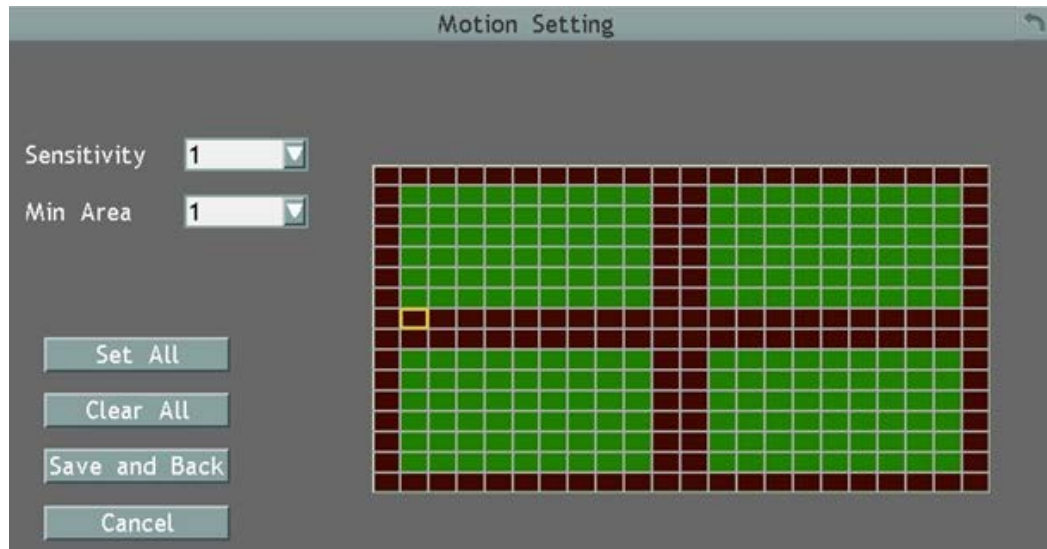 Motion Setting
Sensitivity 1
Min Area 1
Set All
Clear All
Save and Back
Cancel